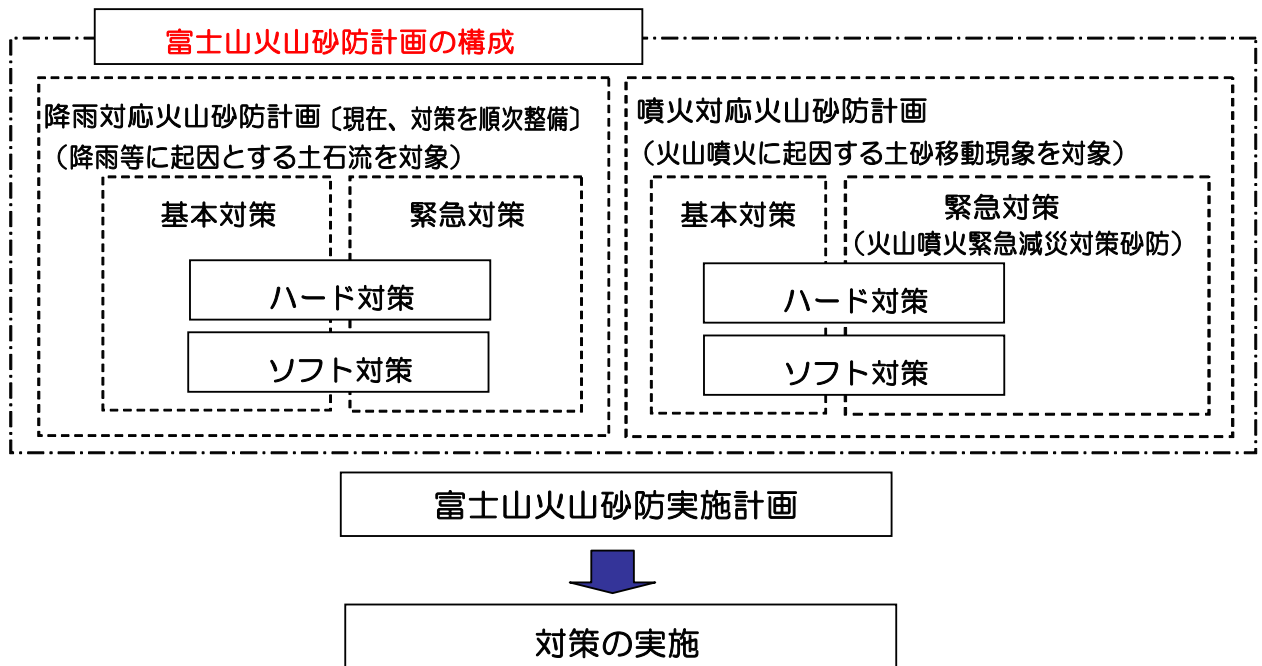 富士山火山砂防計画の構成
降雨対応火山砂防計画〔現在、対策を順次整備〕
（降雨等に起因とする土石流を対象）
基本対策
緊急対策
ハード対策
ソフト対策
噴火対応火山砂防計画
（火山噴火に起因する土砂移動現象を対象）
基本対策
緊急対策
（火山噴火緊急減災対策砂防）
ハード対策
ソフト対策
富士山火山砂防実施計画
対策の実施